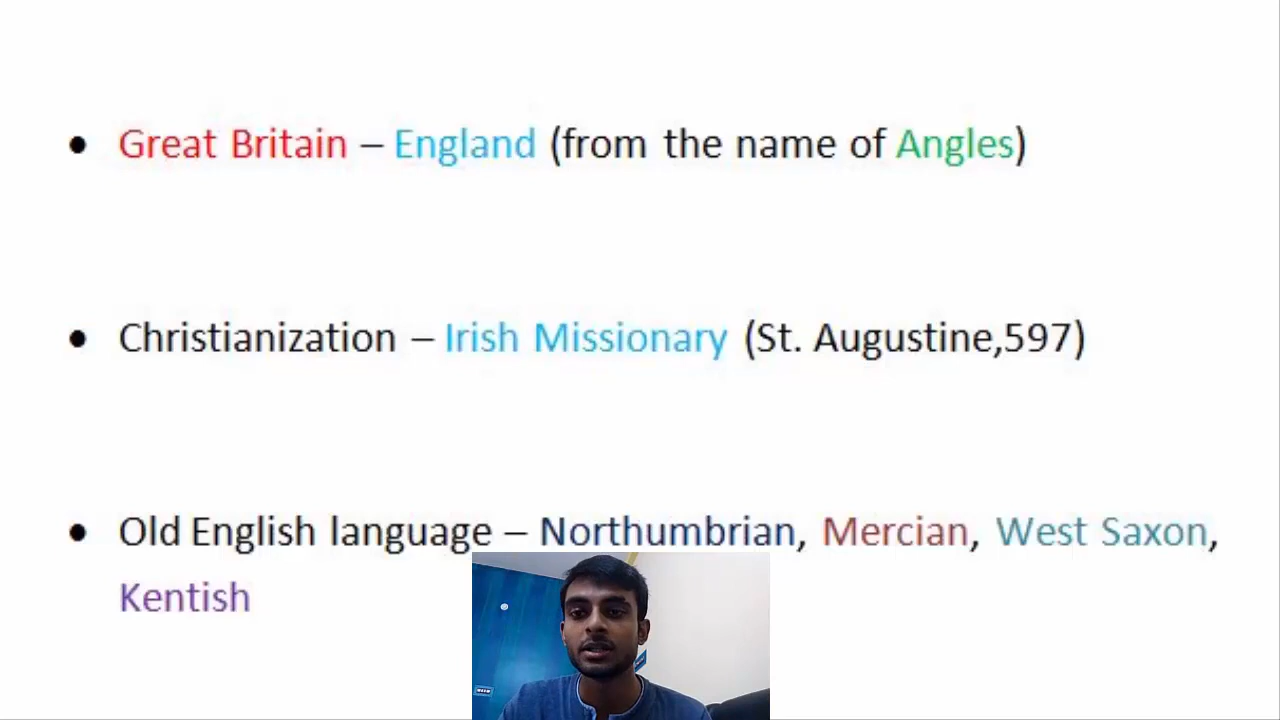 • Great Britain – England (from the name of Angles)
• Christianization – Irish Missionary (St. Augustine,597)
• Old English language – Northumbrian, Mercian, West Saxon,
Kentish